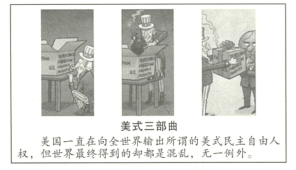 美式三部曲
美国一直在向全世界输出所谓的美式民主自由人
权，但世界最终得到的却都是混乱，无一例外。